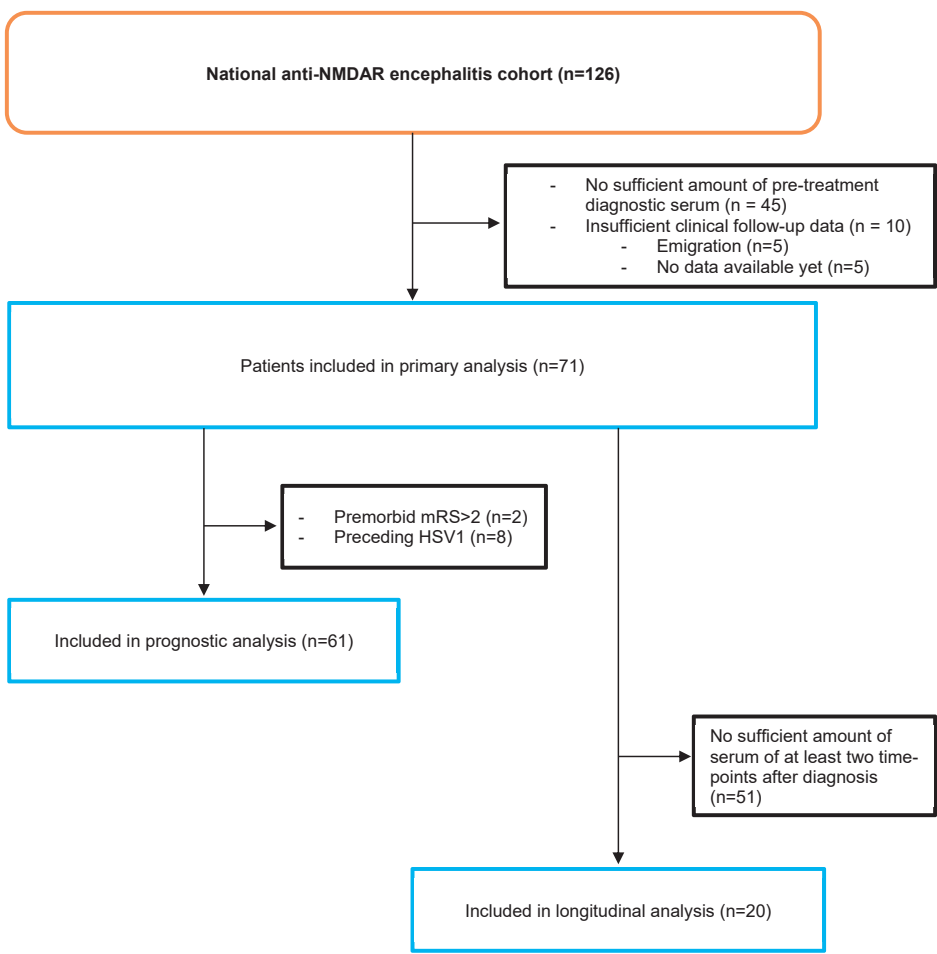 National anti-NMDAR encephalitis cohort (n=126)
- No sufficient amount of pre-treatment
diagnostic serum (n = 45)
- Insufficient clinical follow-up data (n = 10)
- Emigration (n=5)
- No data available yet (n=5)
Patients included in primary analysis (n=71)
- Premorbid mRS>2 (n=2)
- Preceding HSV1 (n=8)
Included in prognostic analysis (n=61)
No sufficient amount of
serum of at least two time-
points after diagnosis
(n=51)
Included in longitudinal analysis (n=20)